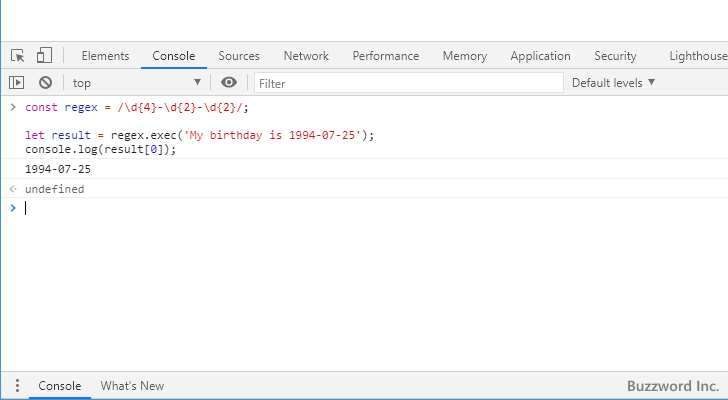 Elements Console Sources Network Performance Memory Application Security Lighthouse
top Filter Default levels
const regex = /\d{4}-\d{2}-\d{2}/;
let result = regex.exec('My birthday is 1994-07-25');
console.log(result[0]);
1994-07-25
undefined
Console What's New
Buzzword Inc.